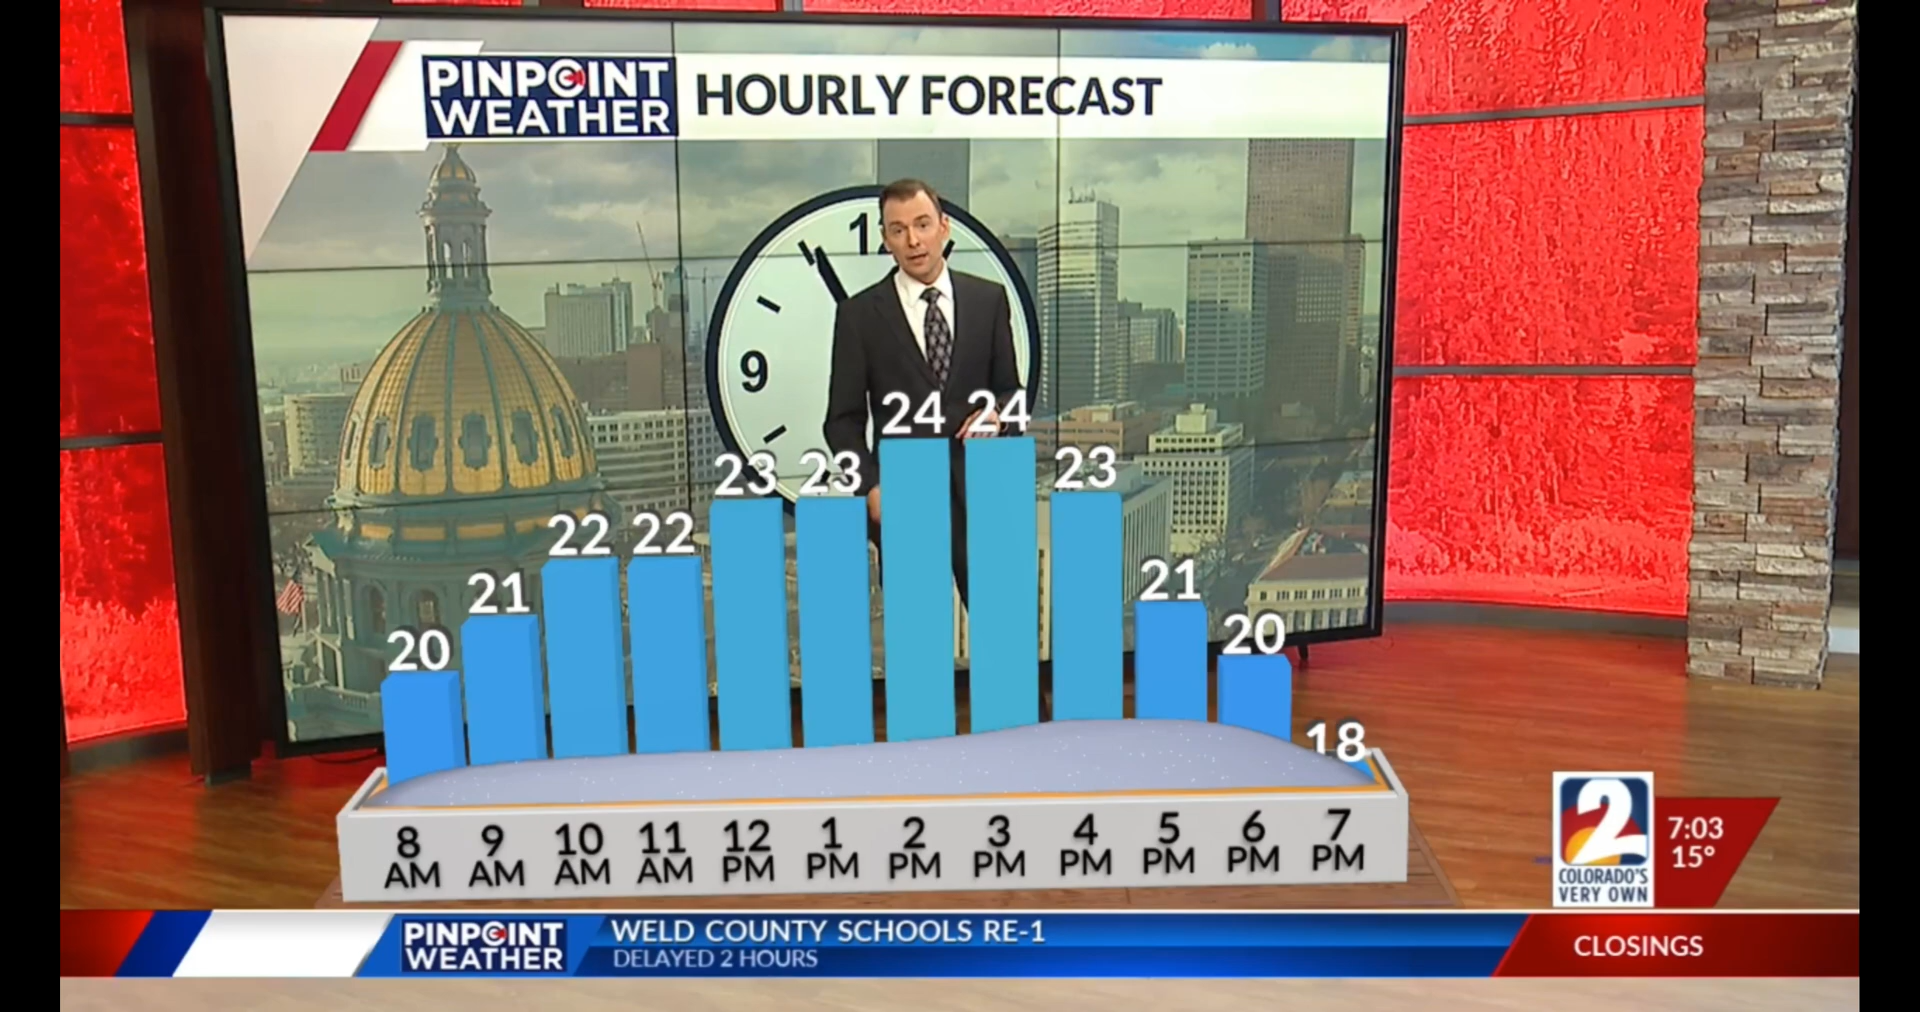 PINPOINT
WEATHER
HOURLY FORECAST
9
24 24
23 23 23
22 22
21 21
20 20
18
8 9 10 11 12 1 2 3 4 5 6 7
AM AM AM AM PM PM PM PM PM PM PM PM
2
COLORADO'S
VERY OWN
7:03
15°
PINPOINT
WEATHER
WELD COUNTY SCHOOLS RE-1
DELAYED 2 HOURS
CLOSINGS